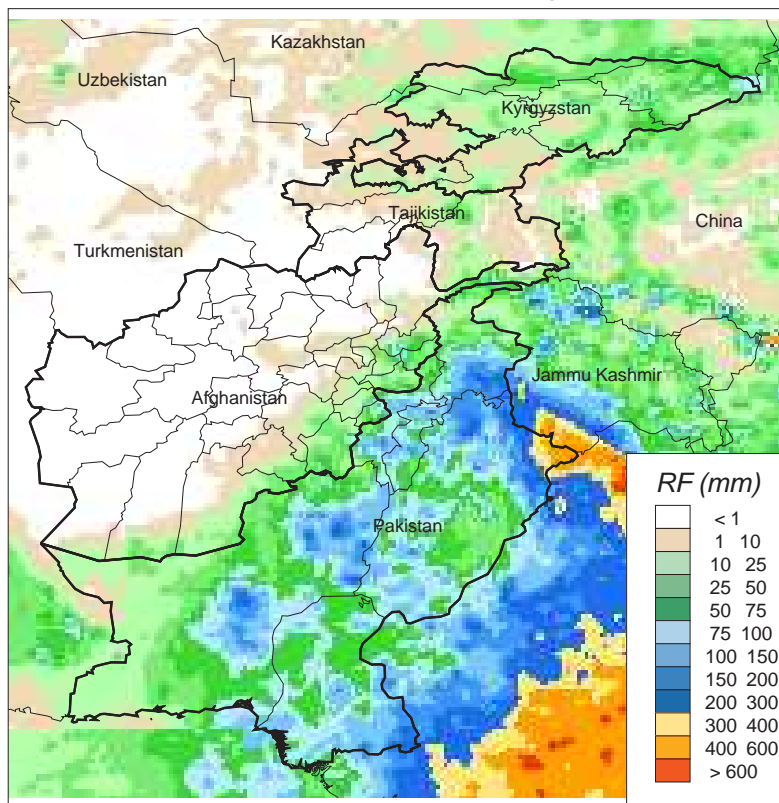 Kazakhstan
Uzbekistan
Kyrgyzstan
Tajikistan
China
Turkmenistan
Jammu Kashmir
Afghanistan
Pakistan
RF (mm)
< 1
1 10
10 25
25 50
50 75
75 100
100 150
150 200
200 300
300 400
400 600
> 600